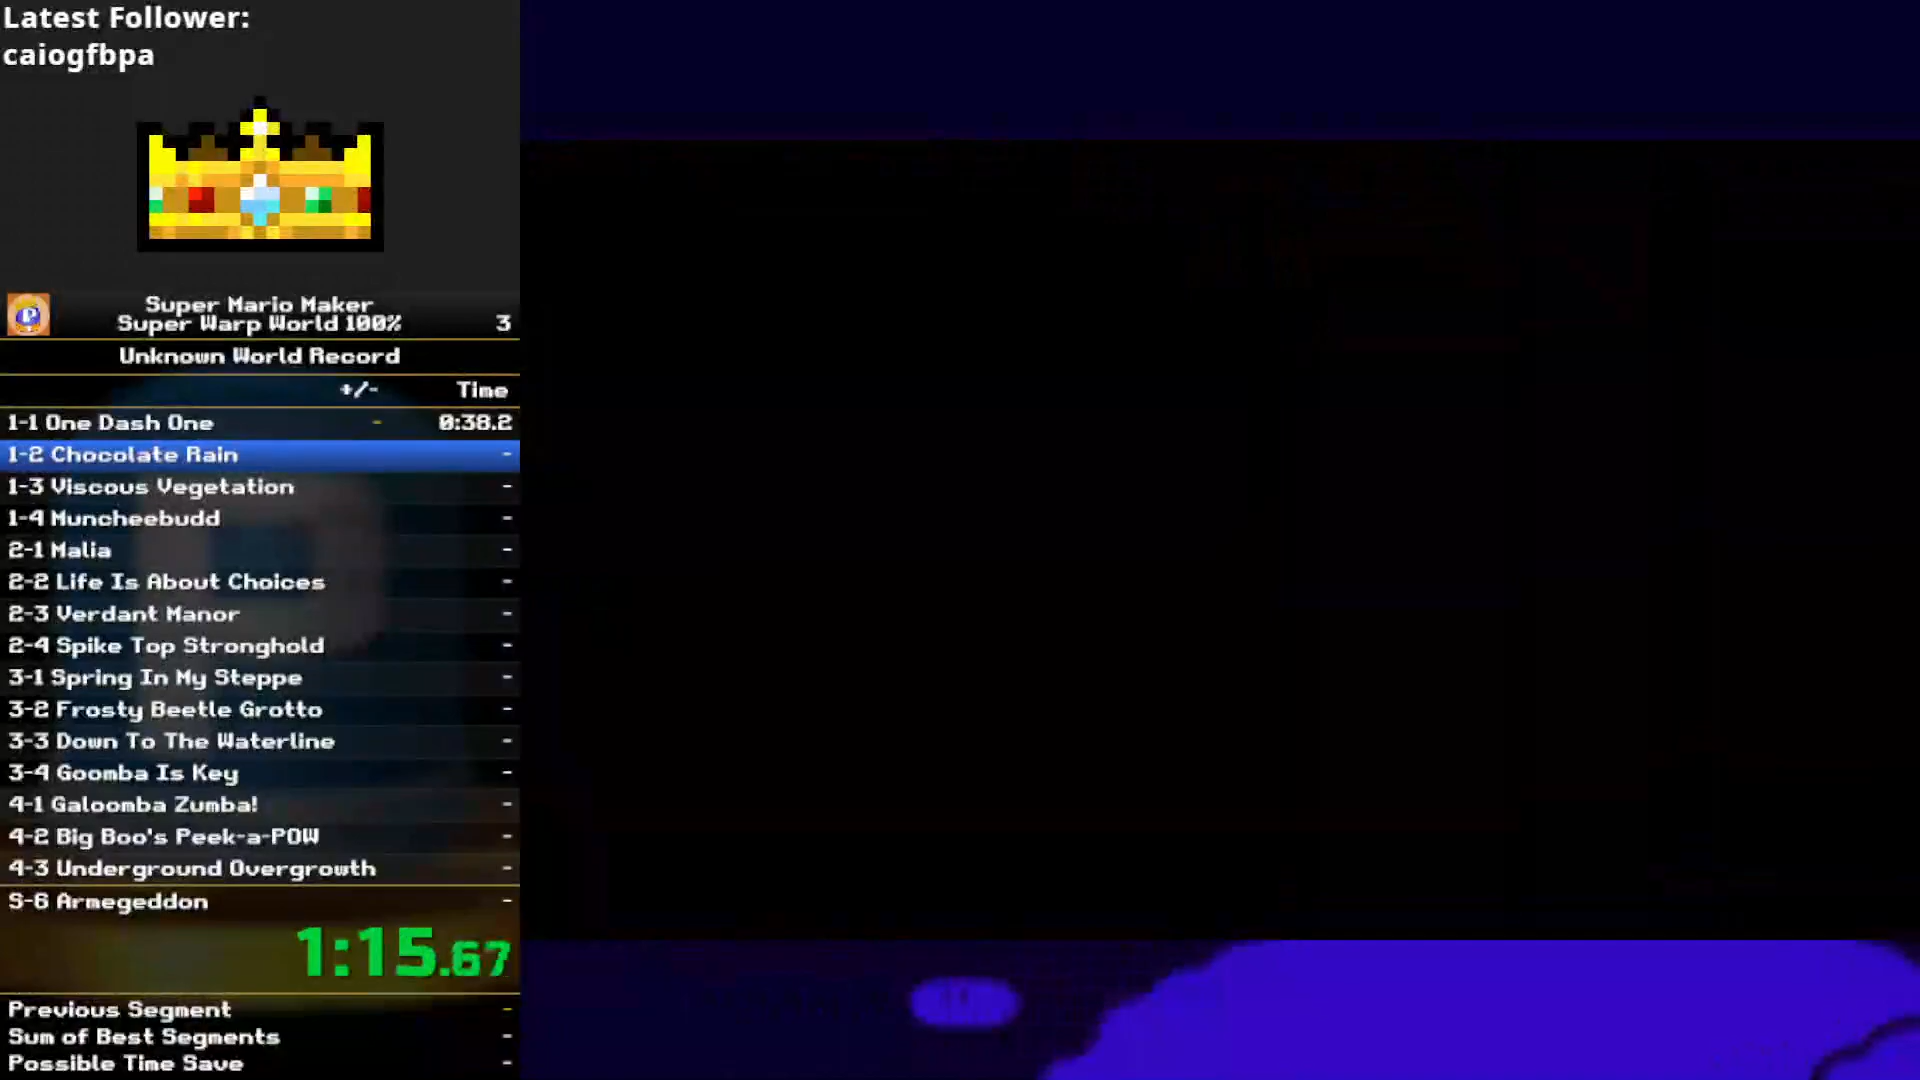 Latest Follower:
caiogfbpa
Super Mario Maker
Super Warp World 100% 3
Unknown World Record
+/- Time
1-1 One Dash One - 0:38.2
1-2 Chocolate Rain -
1-3 Viscous Vegetation -
1-4 Muncheebudd -
2-1 Malia -
2-2 Life Is About Choices -
2-3 Verdant Manor -
2-4 Spike Top Stronghold -
3-1 Spring In My Steppe -
3-2 Frosty Beetle Grotto -
3-3 Down To The Waterline -
3-4 Goomba Is Key -
4-1 Galoomba Zumba! -
4-2 Big Boo's Peek-a-POW -
4-3 Underground Overgrowth -
S-6 Armegeddon -
1:15.67
Previous Segment -
Sum of Best Segments -
Possible Time Save -